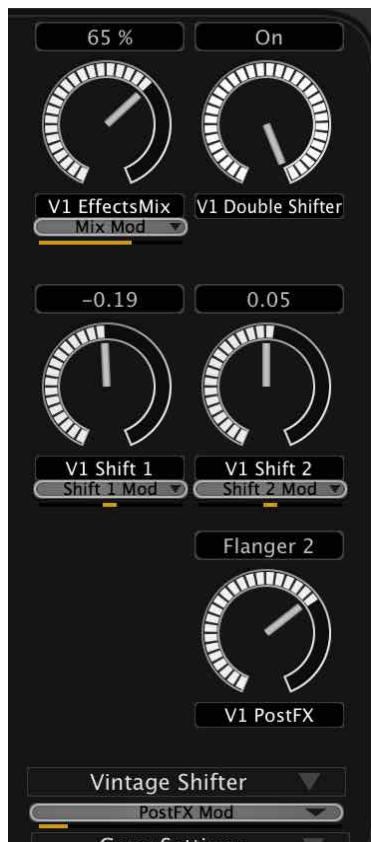 65 % On
V1 EffectsMix V1 Double Shifter
Mix Mod
-0.19 0.05
V1 Shift 1 V1 Shift 2
Shift 1 Mod Shift 2 Mod
Flanger 2
V1 PostFX
Vintage Shifter
PostFX Mod